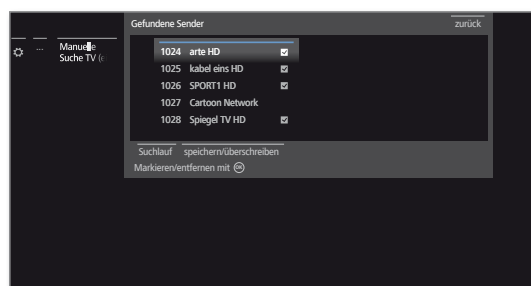 Gefundene Sender
zurück
...
Manuelle
Suche TV (
1024 arte HD
1025 kabel eins HD
1026 SPORT1 HD
1027 Cartoon Network
1028 Spiegel TV HD
Suchlauf speichern/überschreiben
Markieren/entfernen mit OK